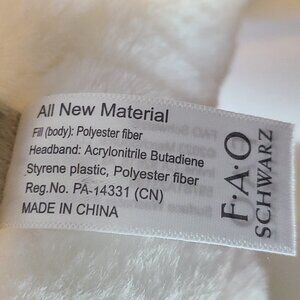 All New Material
Fill (body): Polyester fiber
Headband: Acrylonitrile Butadiene
Styrene plastic, Polyester fiber
Reg.No. PA-14331 (CN)
MADE IN CHINA
F·A·O
SCHWARZ